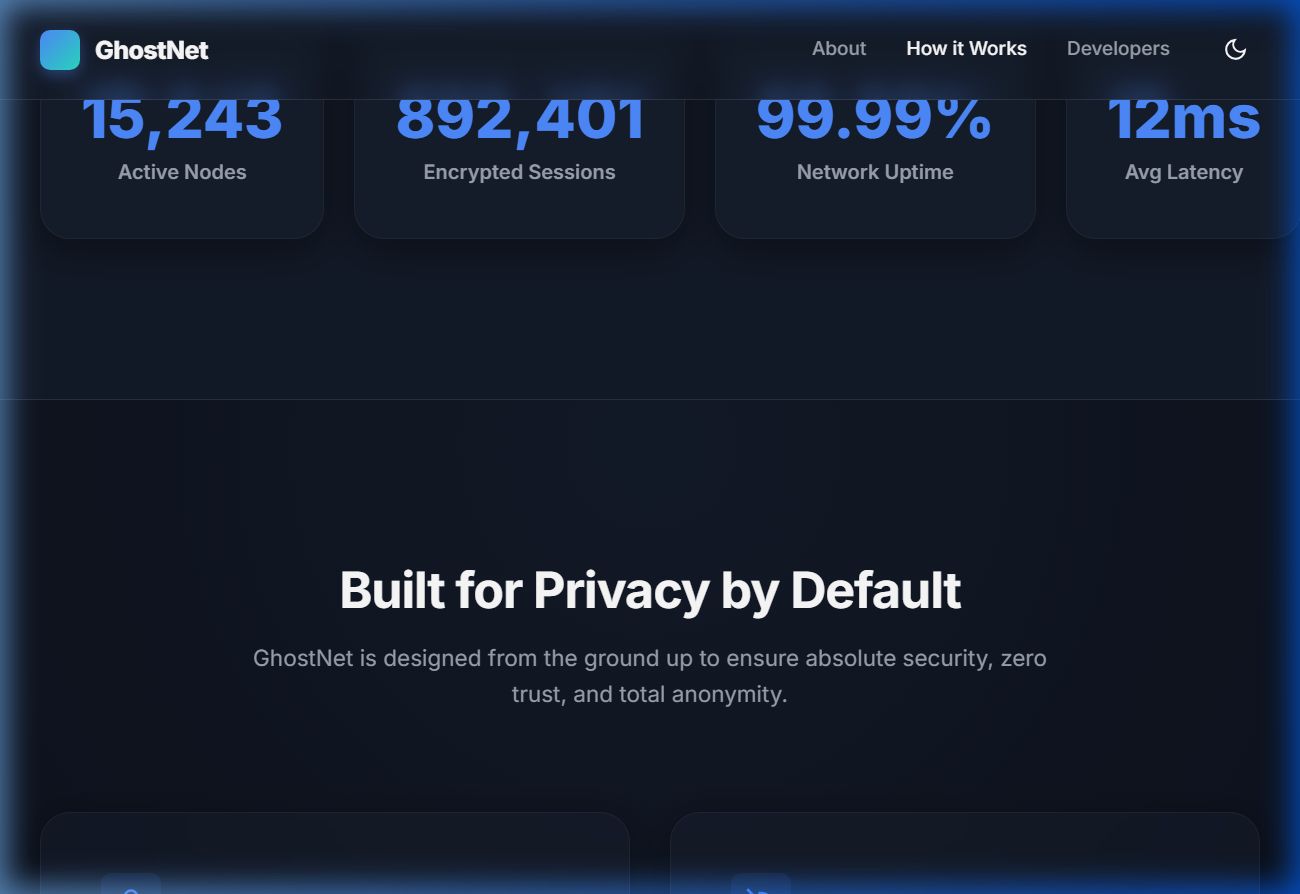 GhostNet
About
How it Works
Developers
15,243
892,401
99.99%
12ms
Active Nodes
Encrypted Sessions
Network Uptime
Avg Latency
Built for Privacy by Default
GhostNet is designed from the ground up to ensure absolute security, zero
trust, and total anonymity.